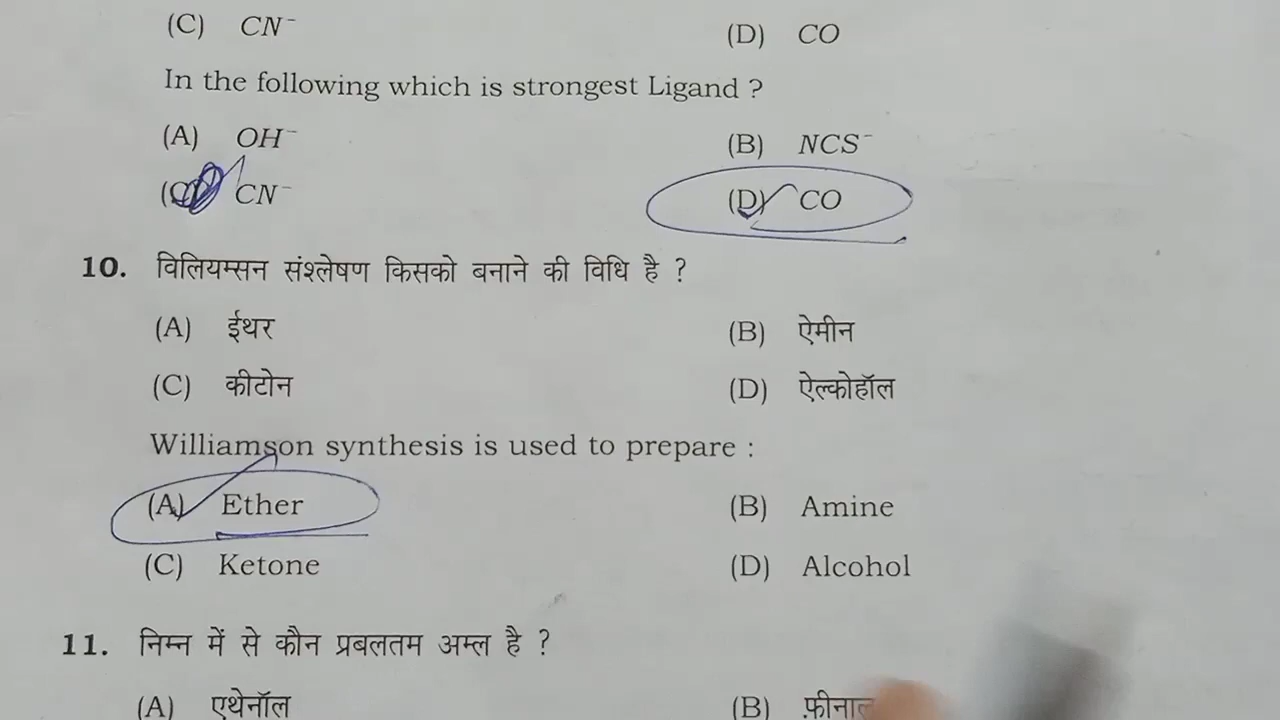 (C) CN⁻ (D) CO
In the following which is strongest Ligand ?
(A) OH⁻ (B) NCS⁻
(C) CN⁻ (D) CO
10. विलियम्सन संश्लेषण किसको बनाने की विधि है ?
(A) ईथर (B) ऐमीन
(C) कीटोन (D) ऐल्कोहॉल
Williamson synthesis is used to prepare :
(A) Ether (B) Amine
(C) Ketone (D) Alcohol
11. निम्न में से कौन प्रबलतम अम्ल है ?
(A) एथेनॉल (B)